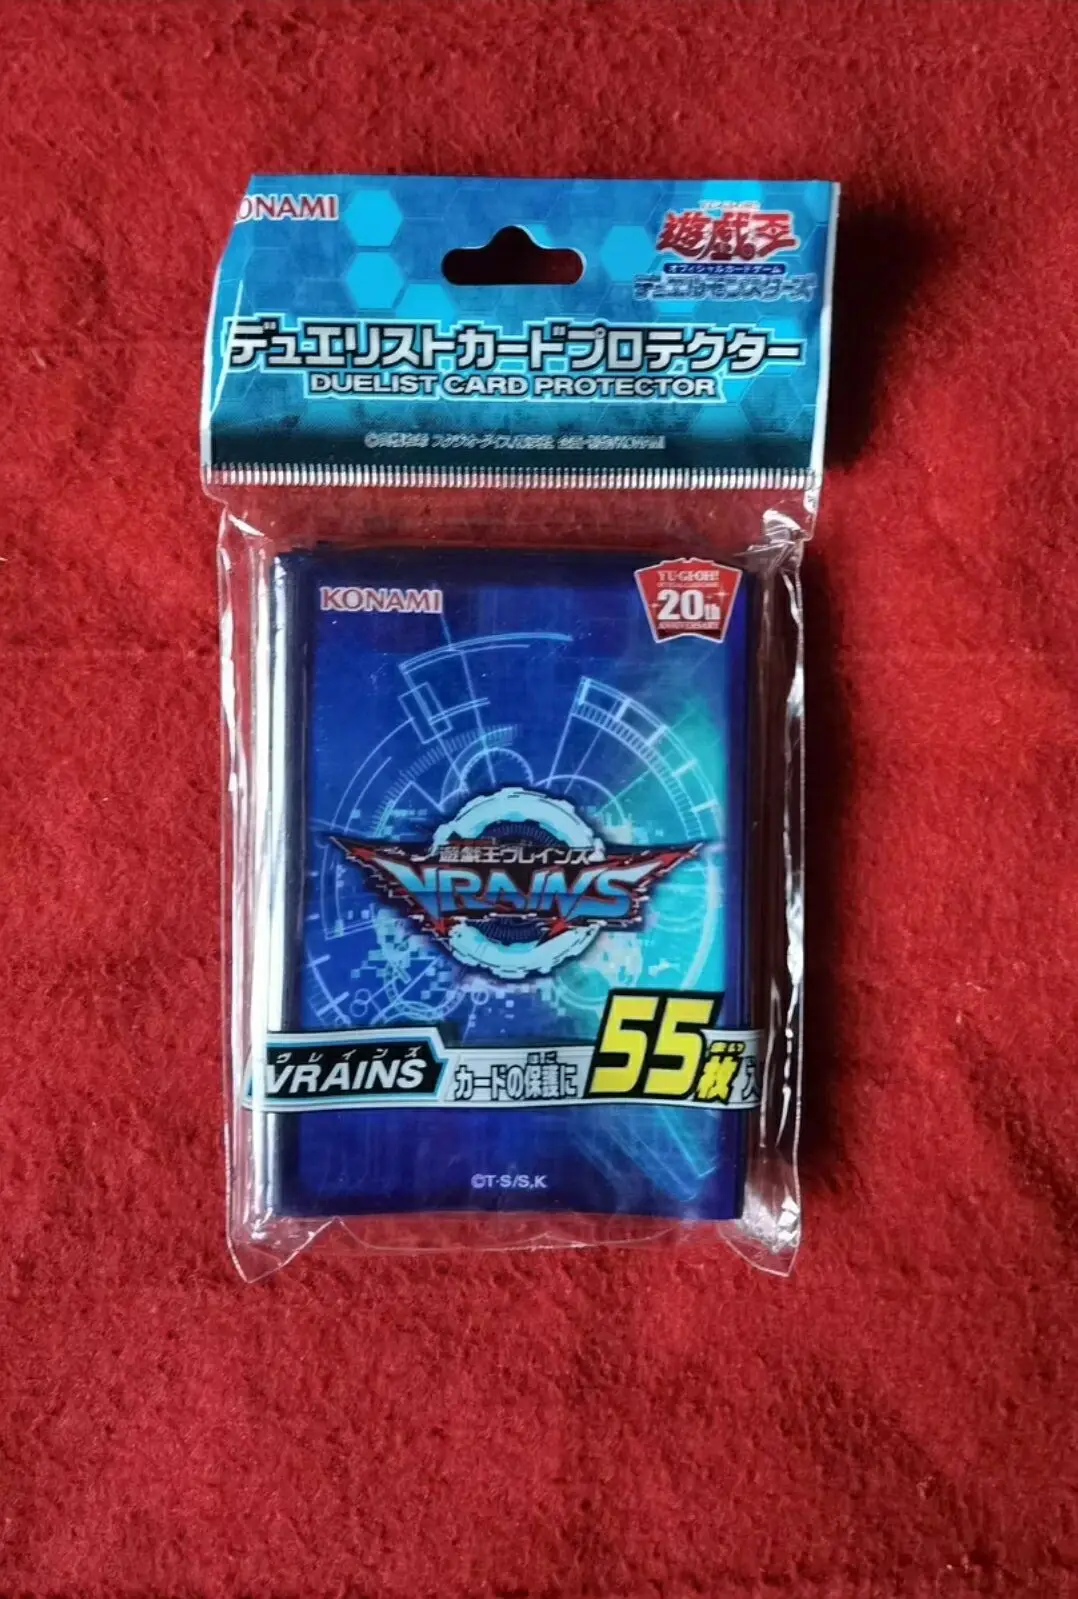 KONAMI
遊戯王
オフィシャルカードゲーム
デュエルモンスターズ
デュエリストカードプロテクター
DUELIST CARD PROTECTOR
KONAMI
YU-GI-OH!
20th
ANNIVERSARY
遊戯王ヴレインズ
VRAINS
ヴレインズ
VRAINS
カードの保護に
ほご
55枚入
まい
©T-S/S,K